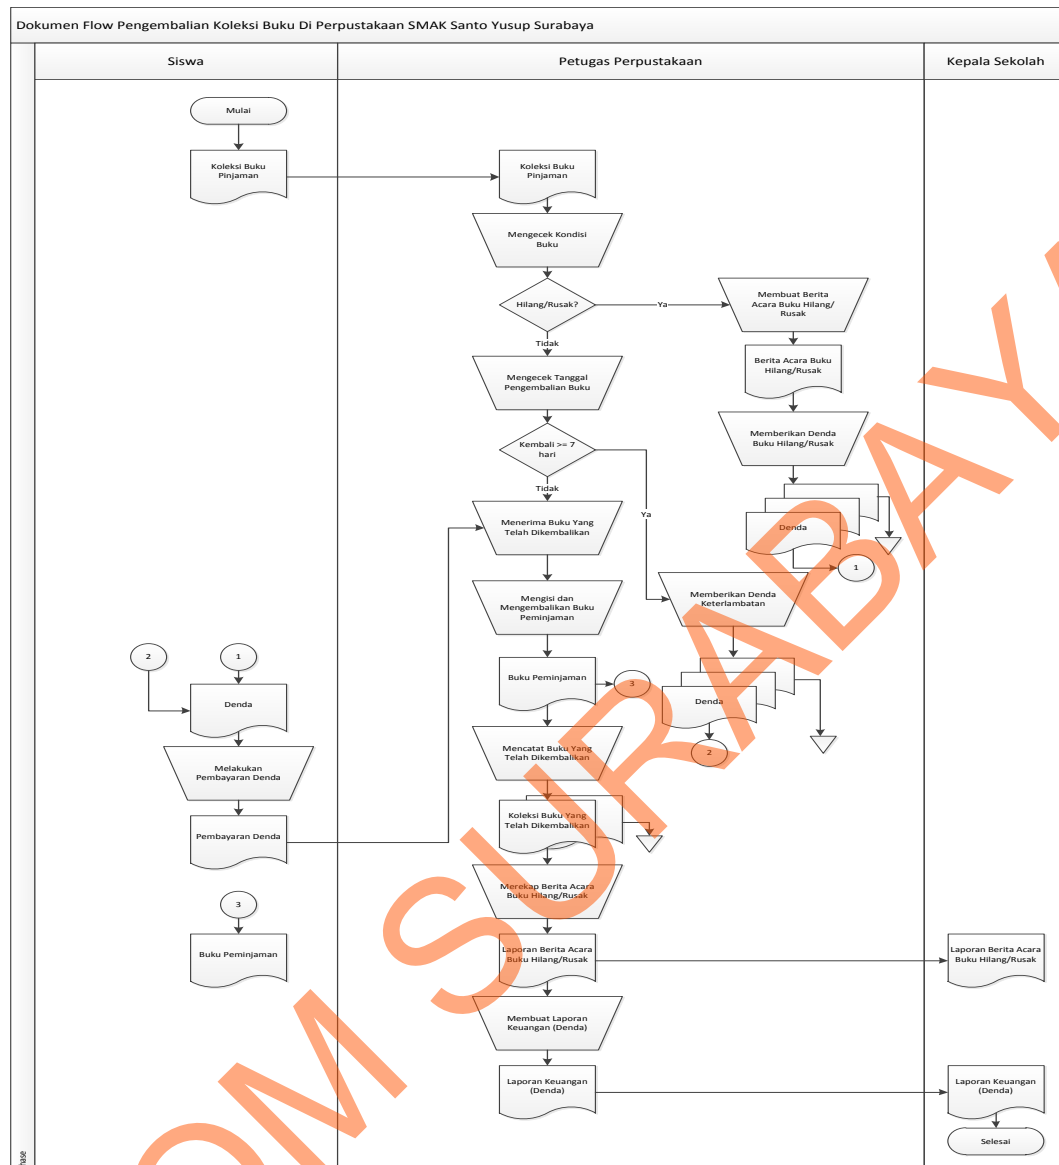 Dokumen Flow Pengembalian Koleksi Buku Di Perpustakaan SMAK Santo Yusup Surabaya
Siswa
Petugas Perpustakaan
Kepala Sekolah
Mulai
Koleksi Buku
Pinjaman
Koleksi Buku
Pinjaman
Mengecek Kondisi
Buku
Hilang/Rusak?
Ya
Membuat Berita
Acara Buku Hilang/
Rusak
Tidak
Berita Acara Buku
Hilang/Rusak
Mengecek Tanggal
Pengembalian Buku
Memberikan Denda
Buku Hilang/Rusak
Kembali >= 7
hari
Tidak
Ya
Denda
1
Menerima Buku Yang
Telah Dikembalikan
Mengisi dan
Mengembalikan Buku
Peminjaman
Memberikan Denda
Keterlambatan
2
1
Buku Peminjaman
3
Denda
2
Denda
Mencatat Buku Yang
Telah Dikembalikan
Melakukan
Pembayaran Denda
Koleksi Buku Yang
Telah Dikembalikan
Pembayaran Denda
Merekap Berita Acara
Buku Hilang/Rusak
3
Buku Peminjaman
Laporan Berita Acara
Buku Hilang/Rusak
Laporan Berita Acara
Buku Hilang/Rusak
Membuat Laporan
Keuangan (Denda)
Laporan Keuangan
(Denda)
Laporan Keuangan
(Denda)
Selesai
OM SURABAYA